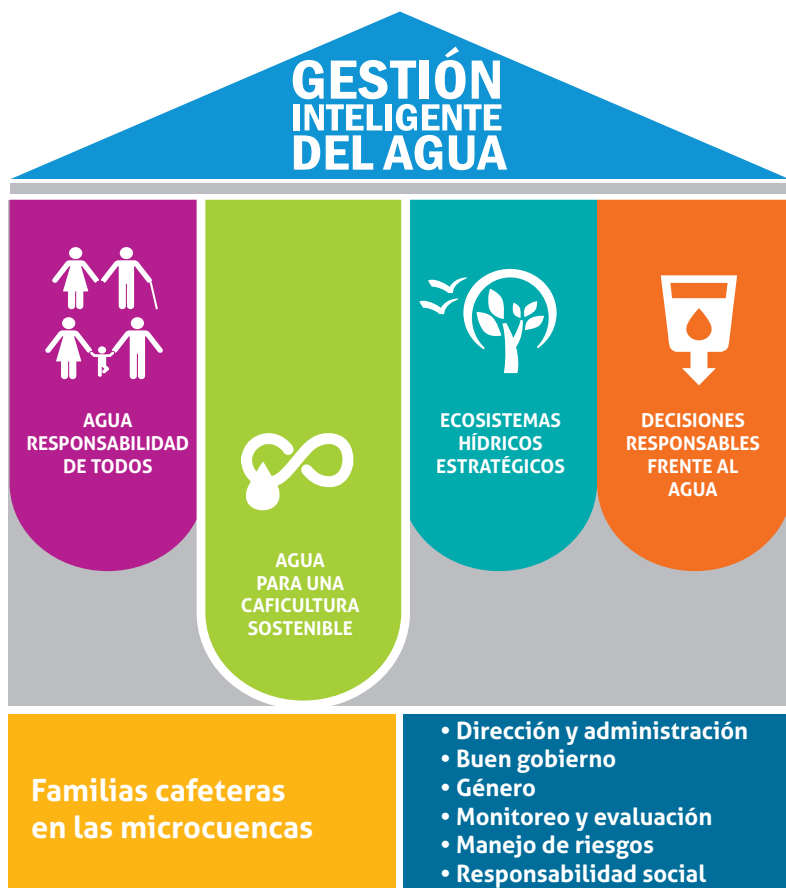 GESTIÓN
INTELIGENTE
DEL AGUA
AGUA
RESPONSABILIDAD
DE TODOS
AGUA
PARA UNA
CAFICULTURA
SOSTENIBLE
ECOSISTEMAS
HÍDRICOS
ESTRATÉGICOS
DECISIONES
RESPONSABLES
FRENTE AL
AGUA
Familias cafeteras
en las microcuencas
• Dirección y administración
• Buen gobierno
• Género
• Monitoreo y evaluación
• Manejo de riesgos
• Responsabilidad social